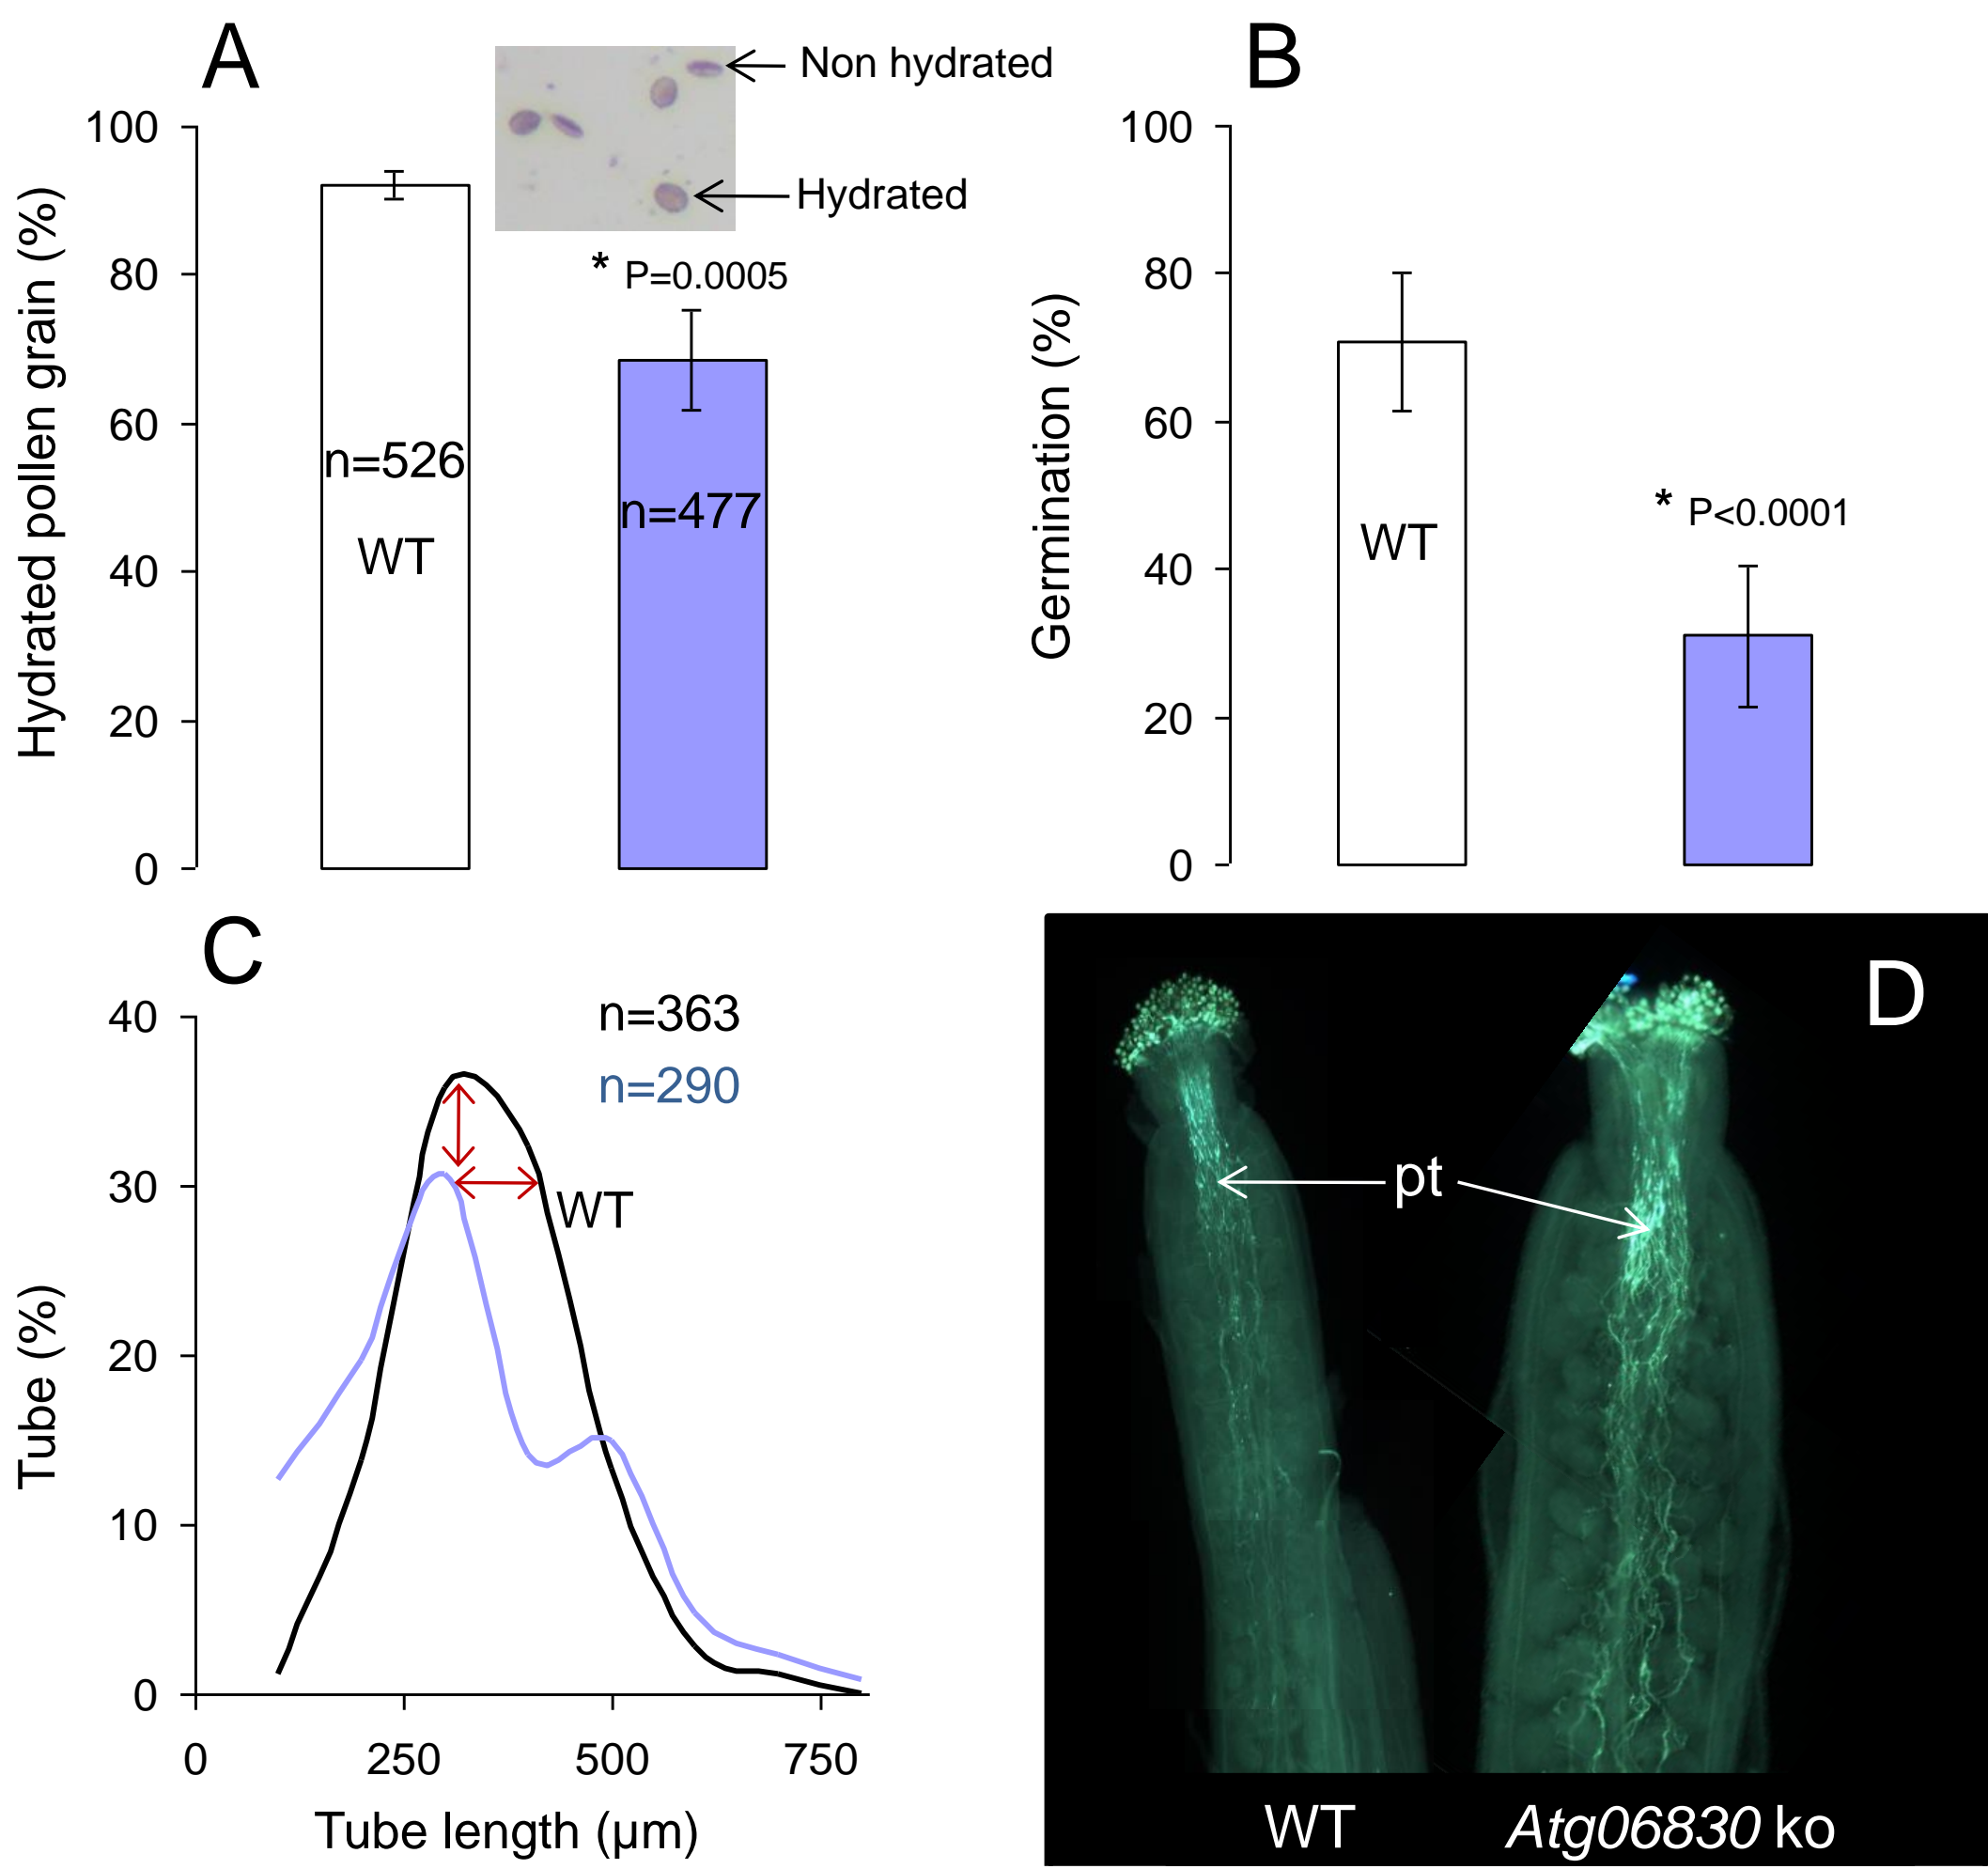 A
Non hydrated
Hydrated
100
80
60
40
20
0
Hydrated pollen grain (%)
* P=0.0005
n=526
WT
n=477
B
100
80
60
40
20
0
Germination (%)
WT
* P<0.0001
C
n=363
n=290
40
30
20
10
0
Tube (%)
WT
0 250 500 750
Tube length (µm)
D
pt
WT
Atg06830 ko